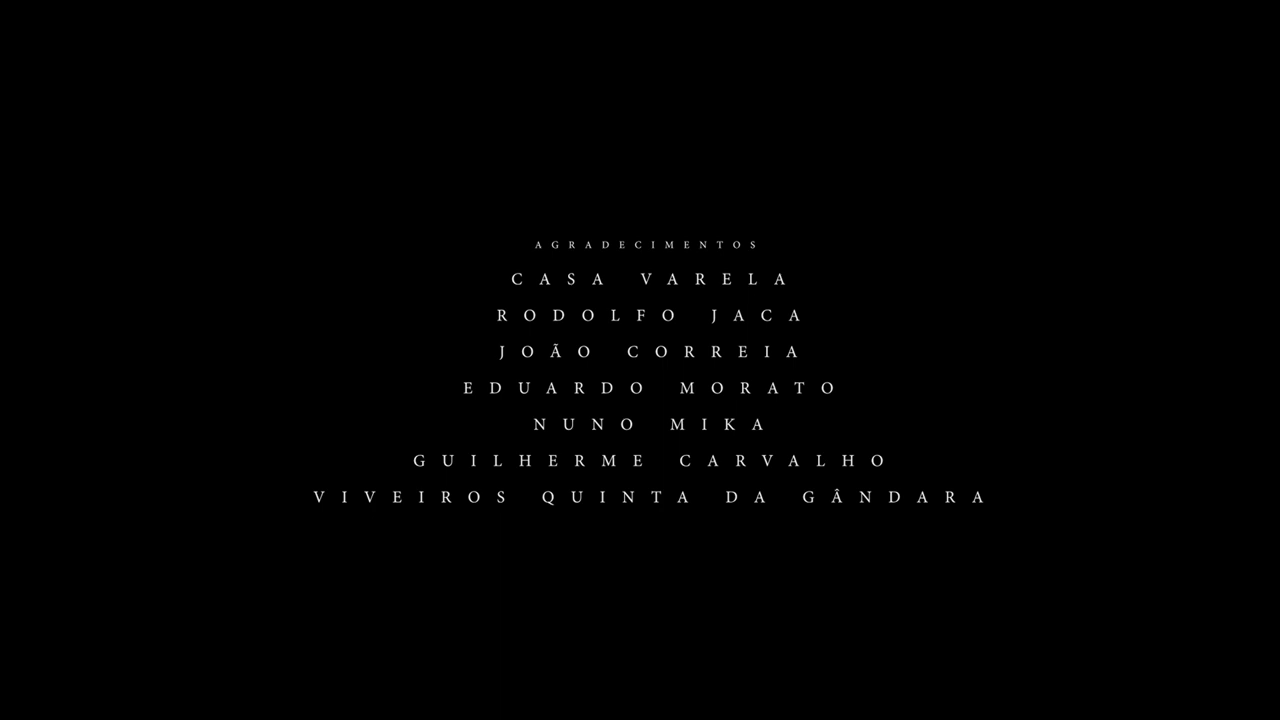 AGRADECIMENTOS
CASA VARELA
RODOLFO JACA
JOÃO CORREIA
EDUARDO MORATO
NUNO MIKA
GUILHERME CARVALHO
VIVEIROS QUINTA DA GÂNDARA